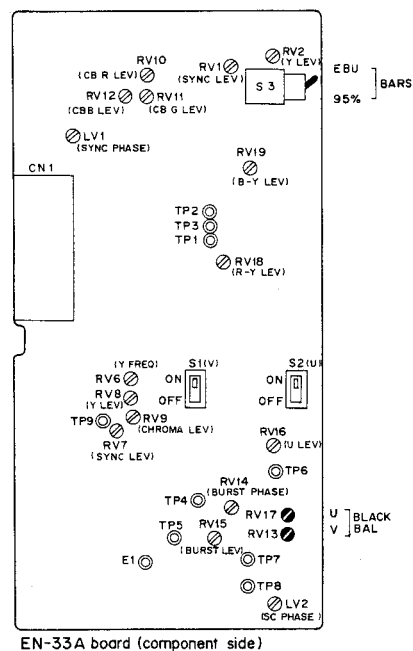 RV10
(CB R LEV)
RV1
(SYNC LEV)
RV2
(Y LEV)
EBU
S3
BARS
95%
RV12
(CBB LEV)
RV11
(CB G LEV)
LV1
(SYNC PHASE)
CN1
RV19
(B-Y LEV)
TP2
TP3
TP1
RV18
(R-Y LEV)
(Y FREQ)
RV6
S1(V)
ON
OFF
S2(U)
ON
OFF
RV8
(Y LEV)
TP9
RV9
(CHROMA LEV)
RV7
(SYNC LEV)
RV16
(U LEV)
TP6
RV14
(BURST PHASE)
TP4
RV17
U
BLACK
V
BAL
RV13
TP5
RV15
(BURST LEV)
E1
TP7
TP8
LV2
(SC PHASE)
EN-33A board (component side)